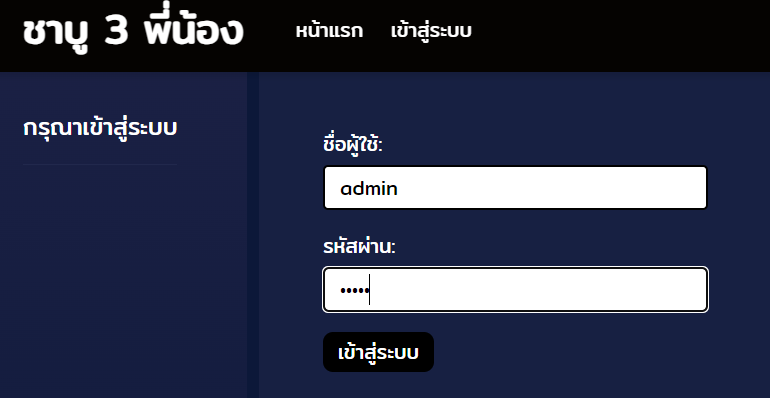 ชาบู 3 พี่น้อง
หน้าแรก เข้าสู่ระบบ
กรุณาเข้าสู่ระบบ
ชื่อผู้ใช้:
admin
รหัสผ่าน:
•••••
เข้าสู่ระบบ